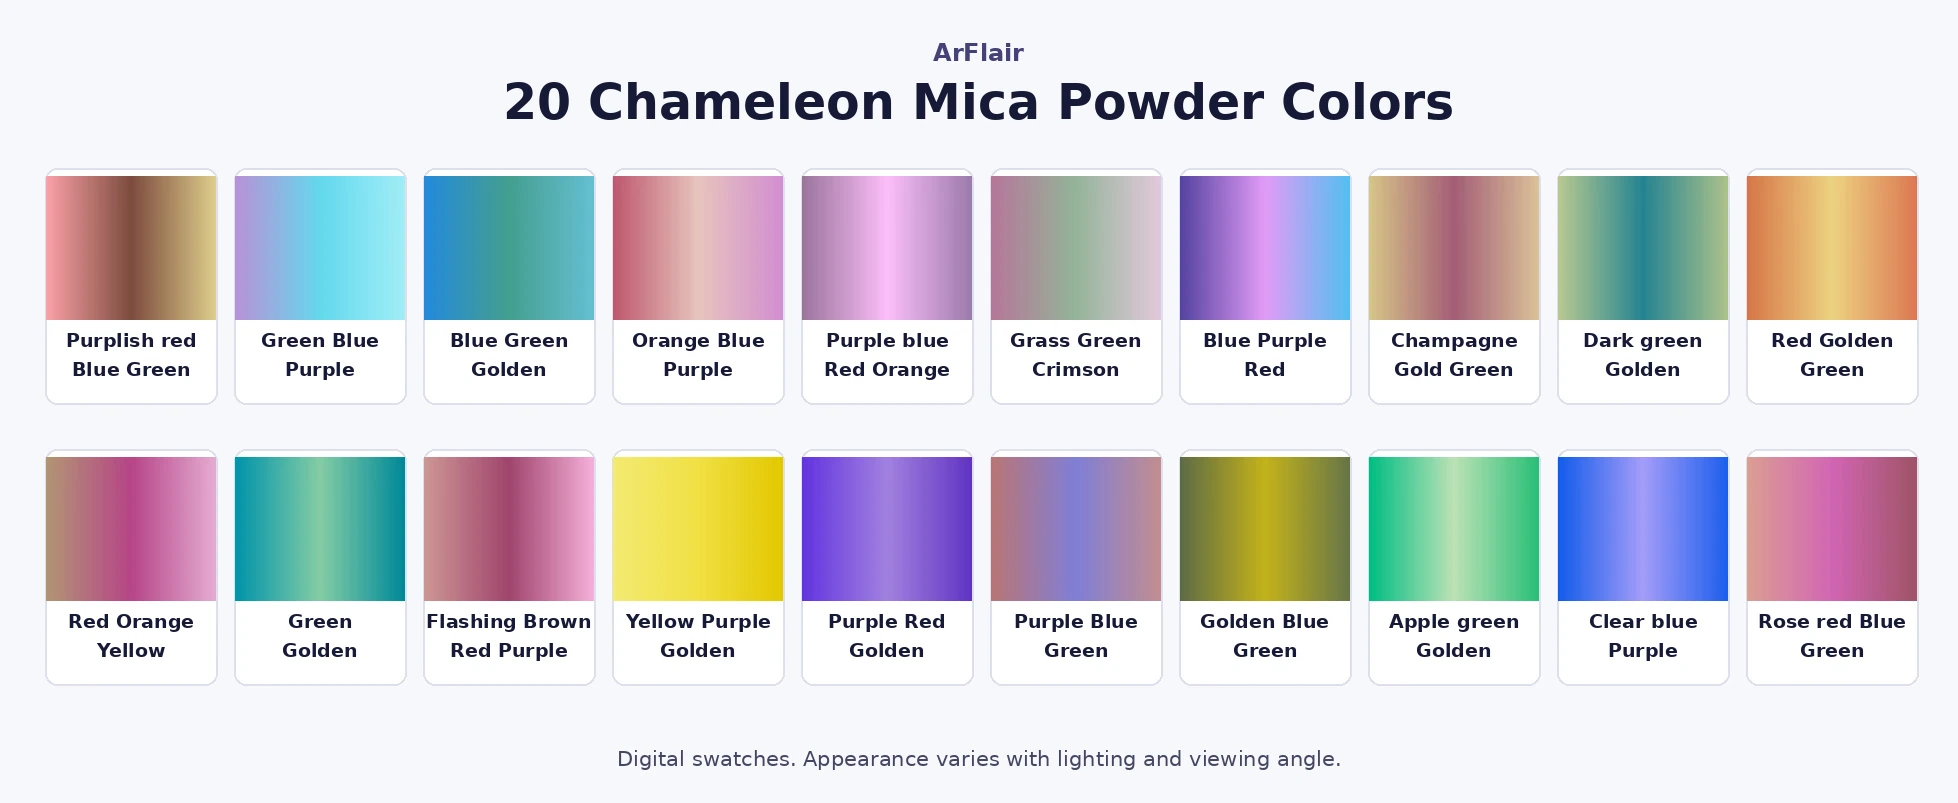 ArFlair
20 Chameleon Mica Powder Colors
Purplish red
Blue Green
Green Blue
Purple
Blue Green
Golden
Orange Blue
Purple
Purple blue
Red Orange
Grass Green
Crimson
Blue Purple
Red
Champagne
Gold Green
Dark green
Golden
Red Golden
Green
Red Orange
Yellow
Green
Golden
Flashing Brown
Red Purple
Yellow Purple
Golden
Purple Red
Golden
Purple Blue
Green
Golden Blue
Green
Apple green
Golden
Clear blue
Purple
Rose red Blue
Green
Digital swatches. Appearance varies with lighting and viewing angle.